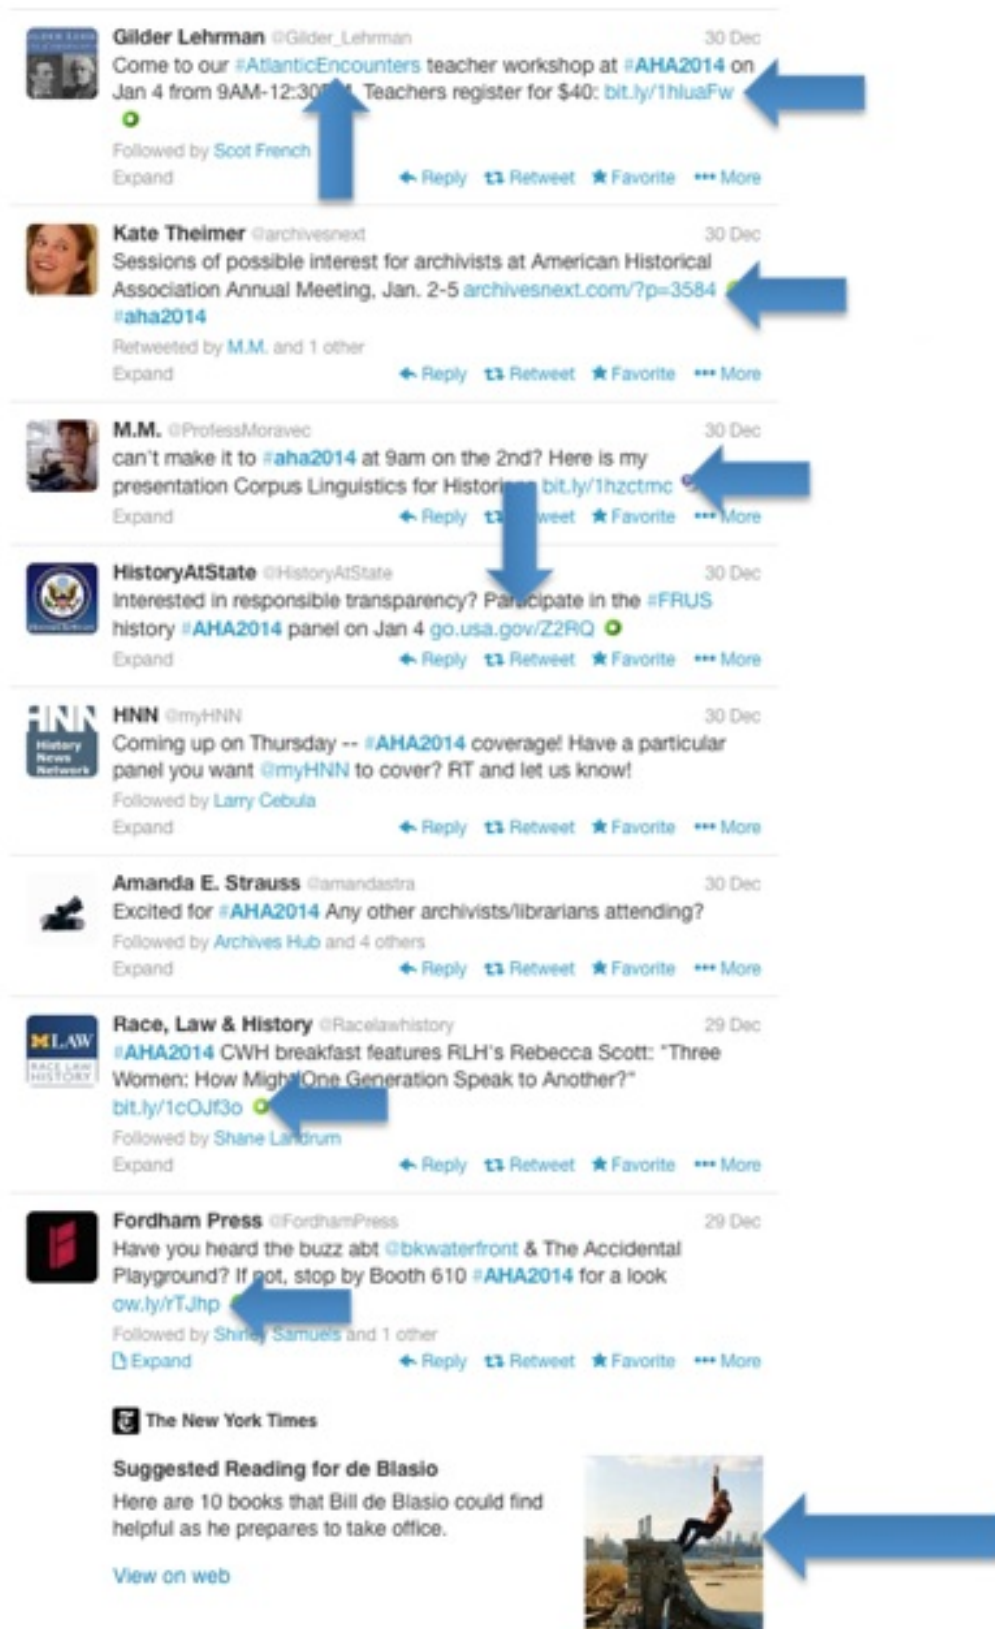 Gilder Lehrman @Gilder_Lehrman 30 Dec
Come to our #AtlanticEncounters teacher workshop at #AHA2014 on
Jan 4 from 9AM-12:30 Teachers register for $40: bit.ly/1hluaFw
Followed by Scot French
Expand Reply Retweet Favorite More
Kate Theimer @archivesnext 30 Dec
Sessions of possible interest for archivists at American Historical
Association Annual Meeting, Jan. 2-5 archivesnext.com/?p=3584
#aha2014
Retweeted by M.M. and 1 other
Expand Reply Retweet Favorite More
M.M. @ProfessMoravec 30 Dec
can't make it to #aha2014 at 9am on the 2nd? Here is my
presentation Corpus Linguistics for bit.ly/1hzctmc
Expand Reply Favorite More
HistoryAtState @HistoryAtState 30 Dec
Interested in responsible transparency? Participate in the #FRUS
history #AHA2014 panel on Jan 4 go.usa.gov/Z2RQ
Expand Reply Retweet Favorite More
HNN
History
News
Network
HNN @myHNN 30 Dec
Coming up on Thursday -- #AHA2014 coverage! Have a particular
panel you want @myHNN to cover? RT and let us know!
Followed by Larry Cebula
Expand Reply Retweet Favorite More
Amanda E. Strauss @amandastra 30 Dec
Excited for #AHA2014 Any other archivists/librarians attending?
Followed by Archives Hub and 4 others
Expand Reply Retweet Favorite More
M LAW
RACE LAW
HISTORY
Race, Law & History @Racelawhistory 29 Dec
#AHA2014 CWH breakfast features RLH's Rebecca Scott: "Three
Women: How Might One Generation Speak to Another?"
bit.ly/1cOJf3o
Followed by Shane Landrum
Expand Reply Retweet Favorite More
Fordham Press @FordhamPress 29 Dec
Have you heard the buzz abt @bkwaterfront & The Accidental
Playground? If not, stop by Booth 610 #AHA2014 for a look
ow.ly/rTJhp
Followed by Shirley Samuels and 1 other
Expand Reply Retweet Favorite More
The New York Times
Suggested Reading for de Blasio
Here are 10 books that Bill de Blasio could find
helpful as he prepares to take office.
View on web